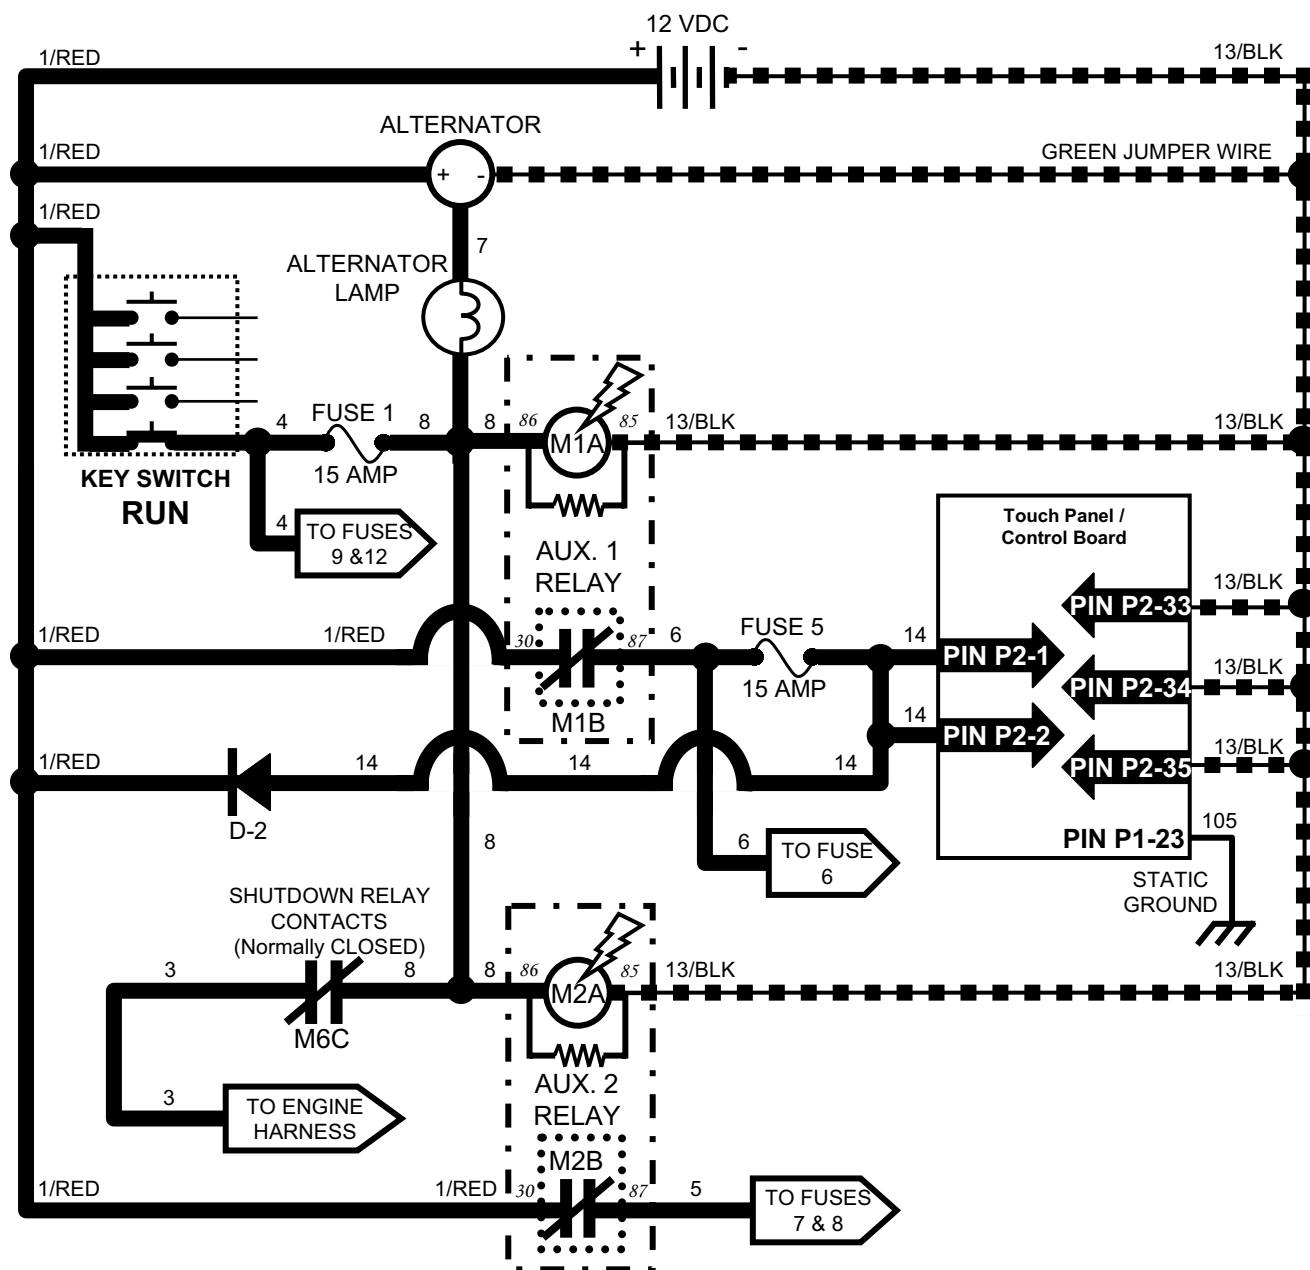 12 VDC
+ -
1/RED
13/BLK
ALTERNATOR
1/RED
+ -
GREEN JUMPER WIRE
1/RED
7
ALTERNATOR
LAMP
4
FUSE 1
15 AMP
8
8
86
M1A
85
13/BLK
13/BLK
KEY SWITCH
RUN
4
TO FUSES
9 &12
AUX. 1
RELAY
Touch Panel /
Control Board
PIN P2-33
13/BLK
1/RED
1/RED
30
87
M1B
6
FUSE 5
15 AMP
14
PIN P2-1
PIN P2-34
13/BLK
14
PIN P2-2
PIN P2-35
13/BLK
1/RED
D-2
14
14
14
8
6
TO FUSE
6
PIN P1-23
105
STATIC
GROUND
SHUTDOWN RELAY
CONTACTS
(Normally CLOSED)
3
M6C
8
8
86
M2A
85
13/BLK
13/BLK
3
TO ENGINE
HARNESS
AUX. 2
RELAY
M2B
1/RED
1/RED
30
87
5
TO FUSES
7 & 8